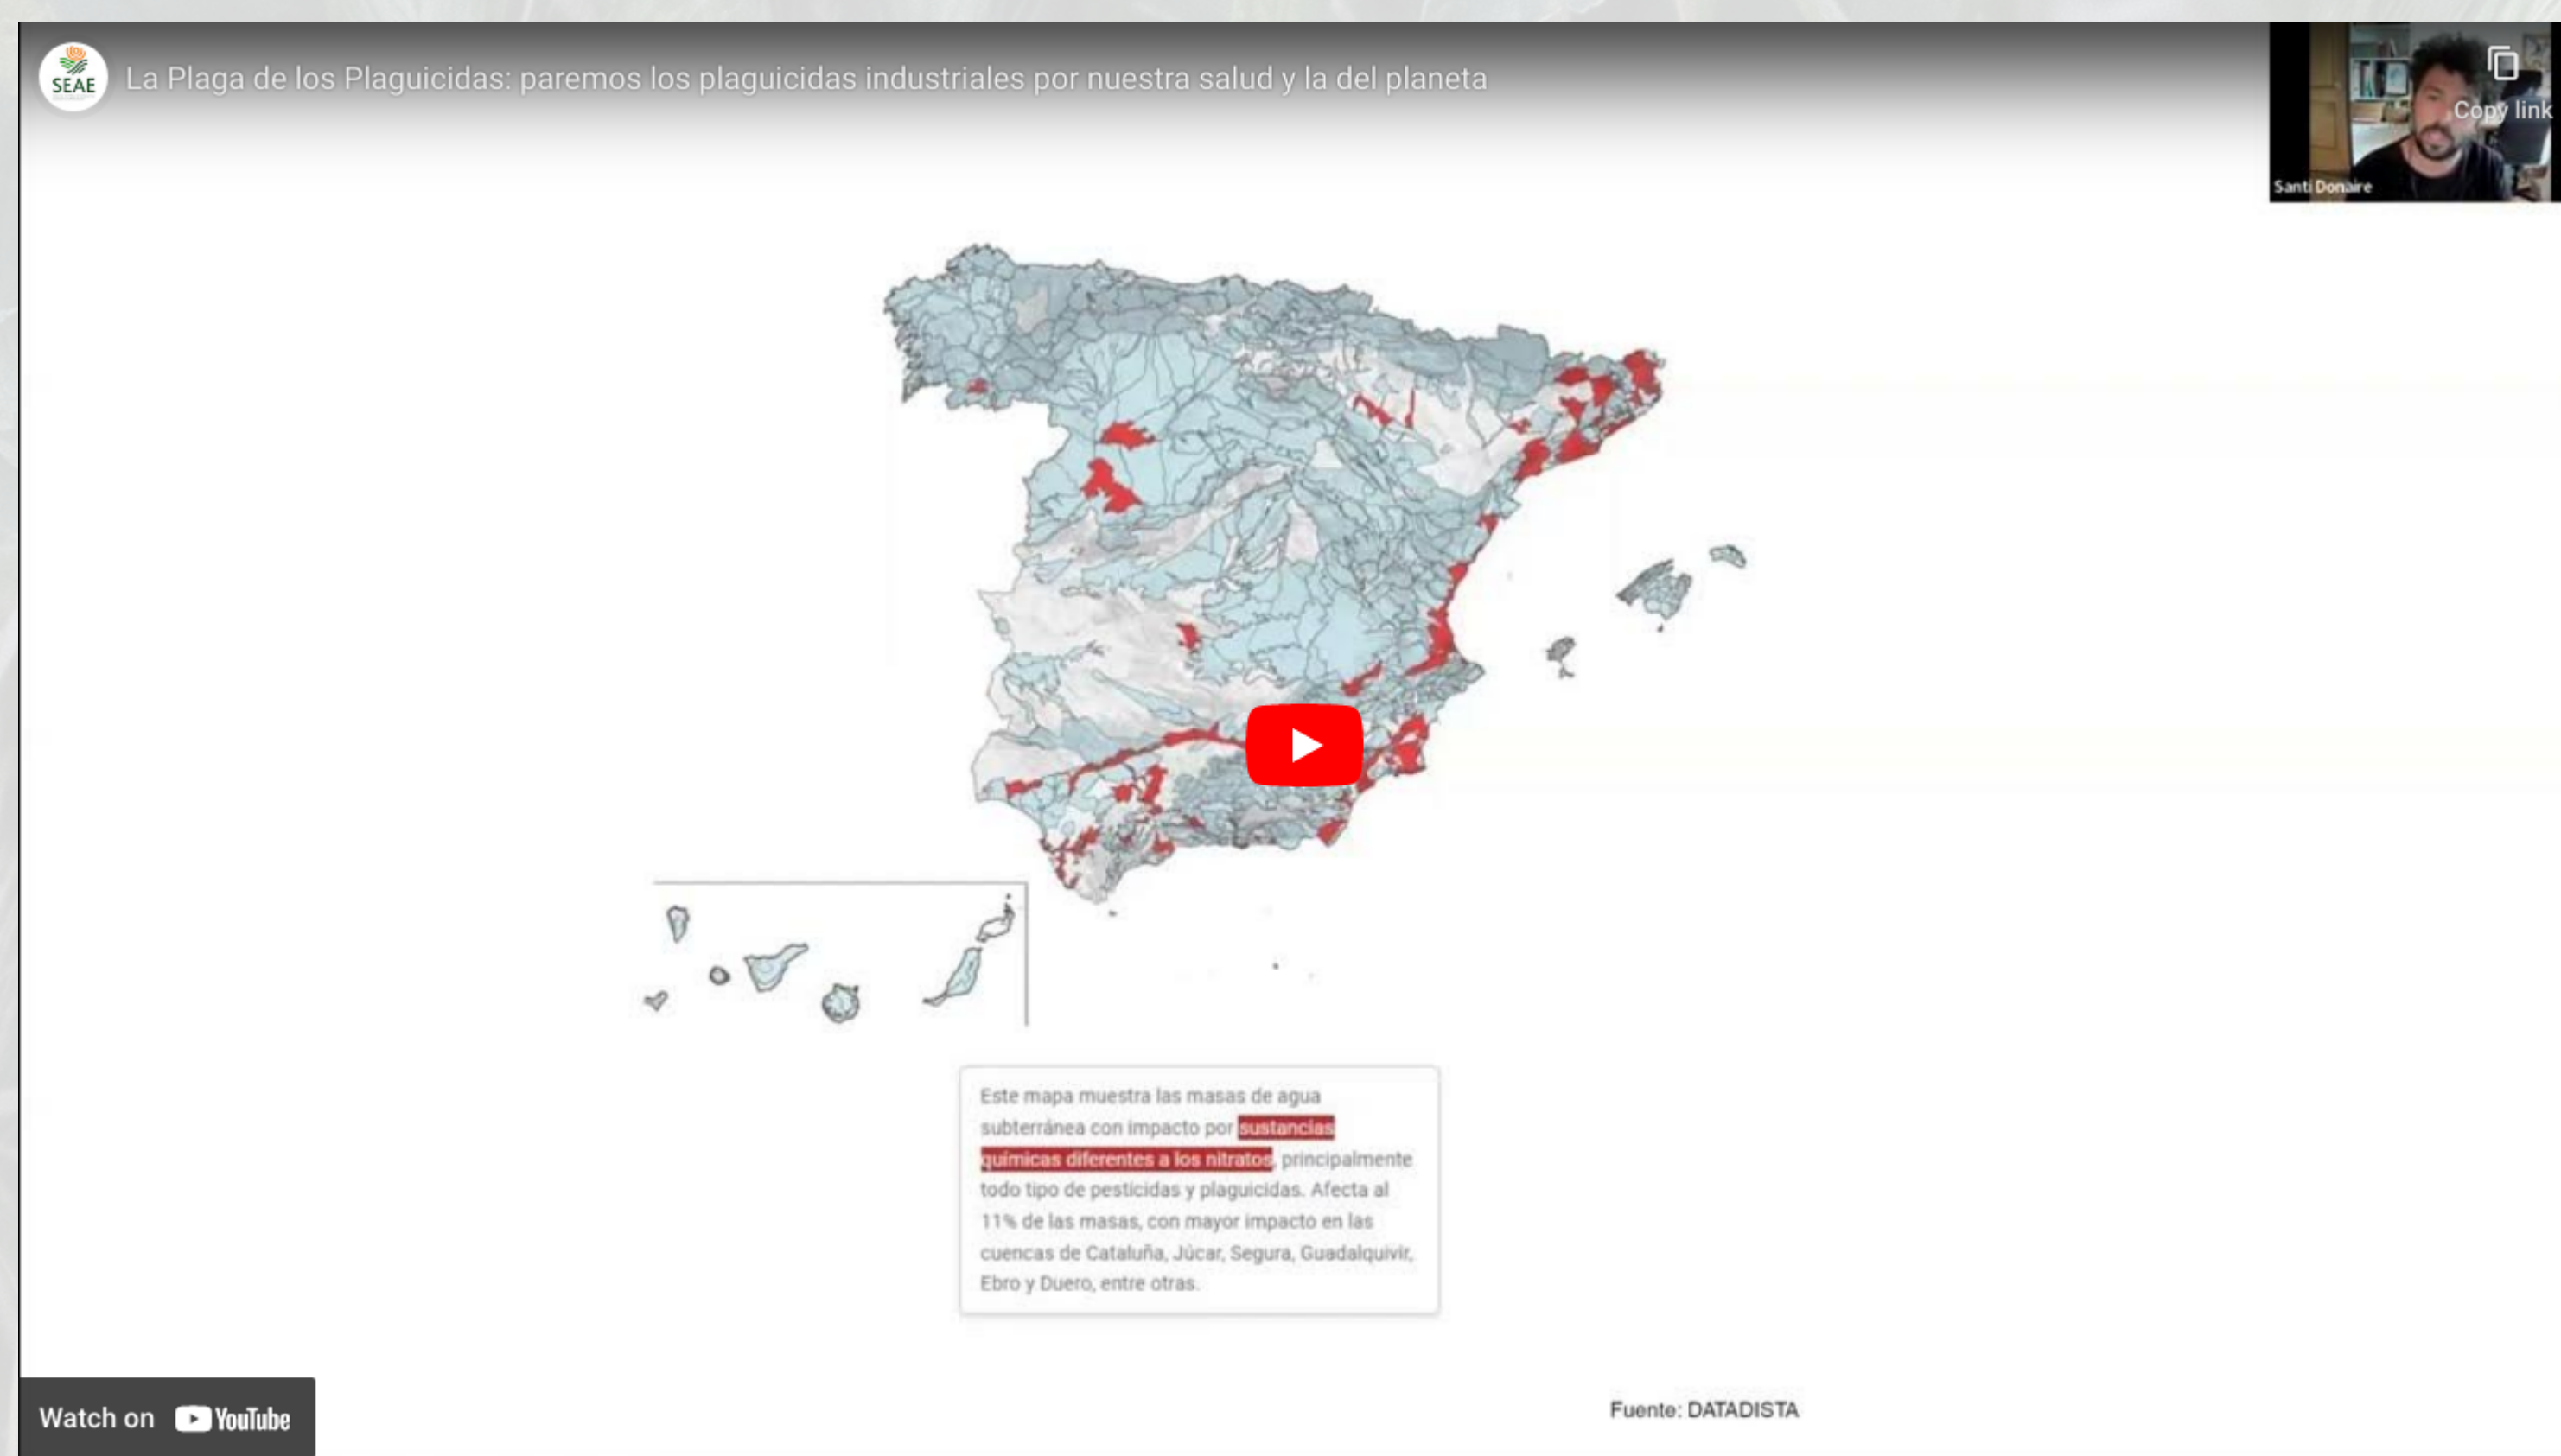 SEAE
La Plaga de los Plaguicidas: paremos los plaguicidas industriales por nuestra salud y la del planeta
Copy link
Santi Donaire
Este mapa muestra las masas de agua
subterránea con impacto por sustancias
químicas diferentes a los nitratos, principalmente
todo tipo de pesticidas y plaguicidas. Afecta al
11% de las masas, con mayor impacto en las
cuencas de Cataluña, Júcar, Segura, Guadalquivir,
Ebro y Duero, entre otras.
Fuente: DATADISTA
Watch on YouTube